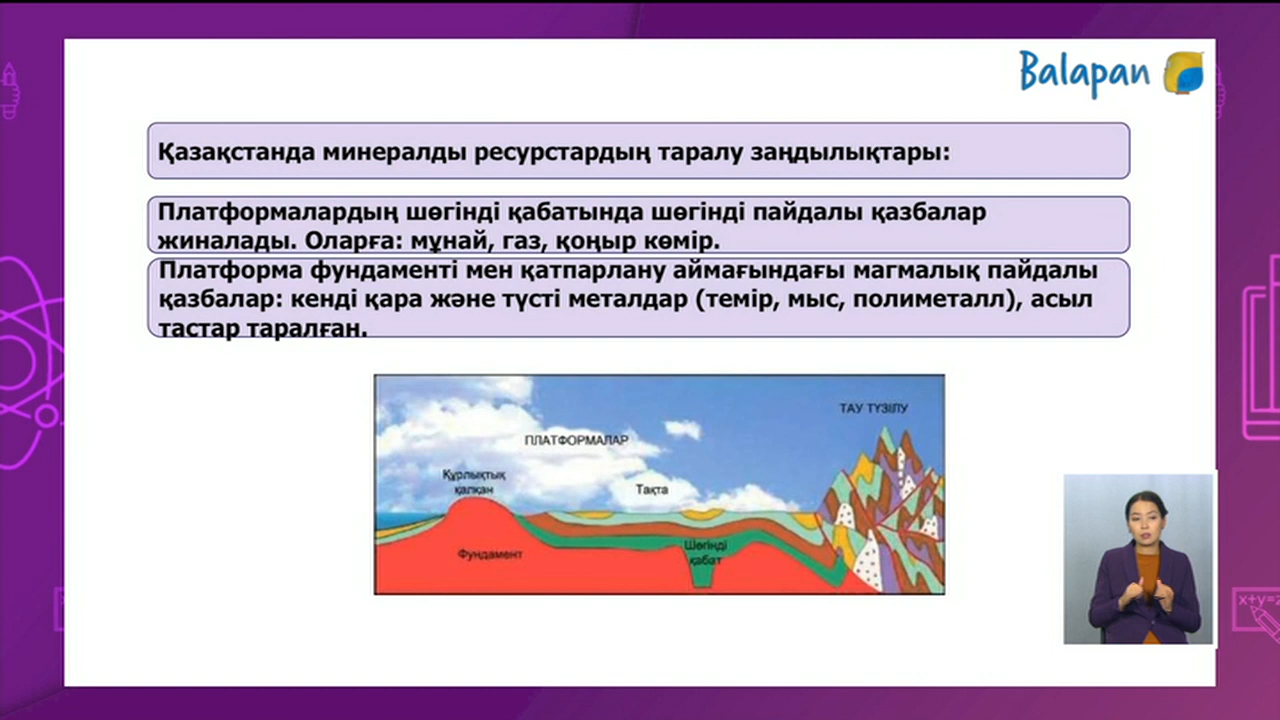 Balapan
Қазақстанда минералды ресурстардың таралу заңдылықтары:
Платформалардың шөгінді қабатында шөгінді пайдалы қазбалар
жиналады. Оларға: мұнай, газ, қоңыр көмір.
Платформа фундаменті мен қатпарлану аймағындағы магмалық пайдалы
қазбалар: кенді қара және түсті металдар (темір, мыс, полиметалл), асыл
тастар таралған.
ТАУ ТҮЗІЛУ
ПЛАТФОРМАЛАР
Құрлықтық
қалқан
Тақта
Шөгінді
қабат
Фундамент